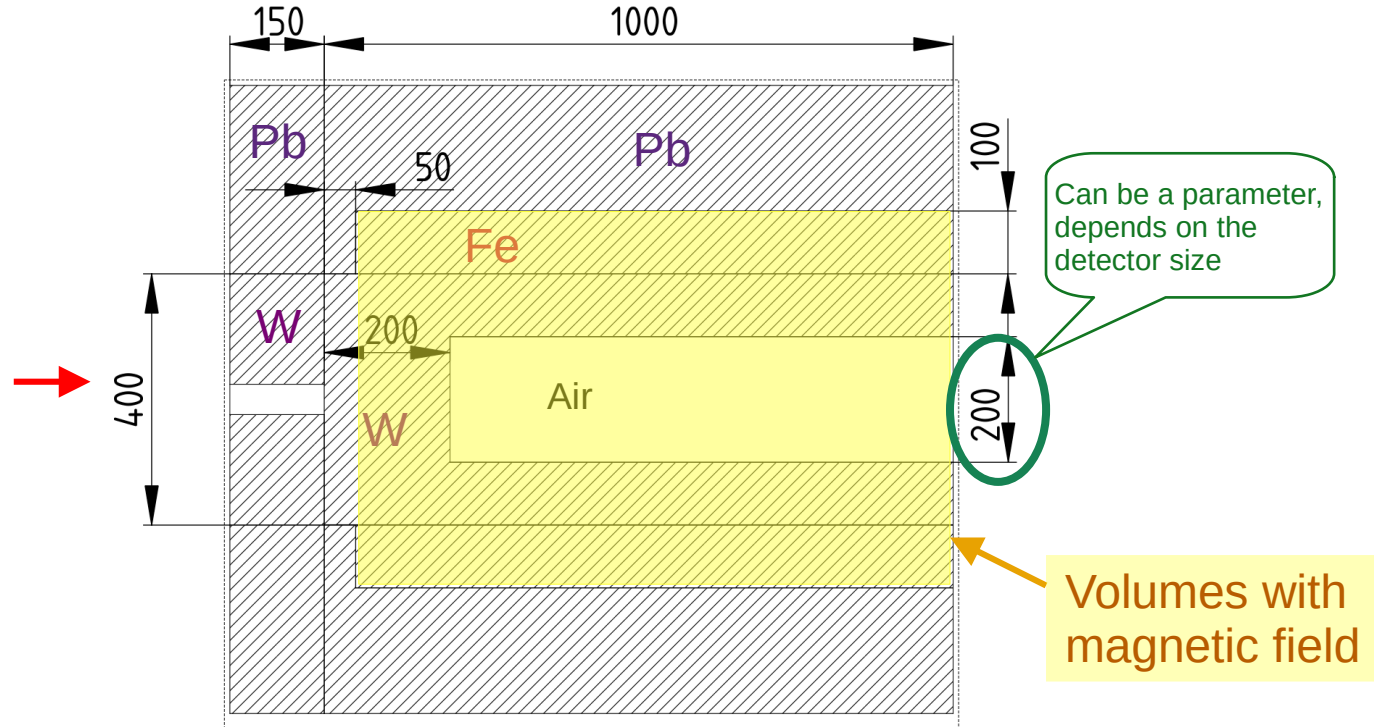 150
1000
Pb
Pb
50
100
Can be a parameter,
depends on the
detector size
Fe
W
200
400
Air
200
W
Volumes with
magnetic field